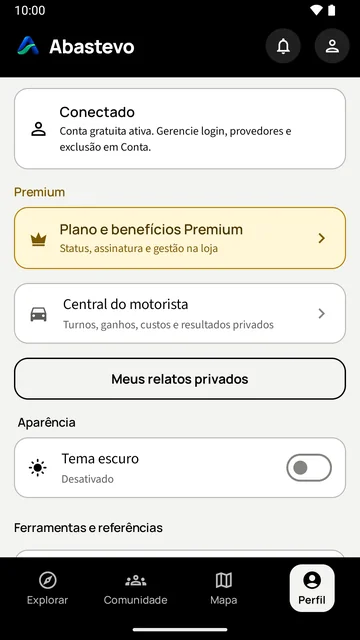 10:00
Abastevo
Conectado
Conta gratuita ativa. Gerencie login, provedores e
exclusão em Conta.
Premium
Plano e benefícios Premium
Status, assinatura e gestão na loja
Central do motorista
Turnos, ganhos, custos e resultados privados
Meus relatos privados
Aparência
Tema escuro
Desativado
Ferramentas e referências
Explorar
Comunidade
Mapa
Perfil